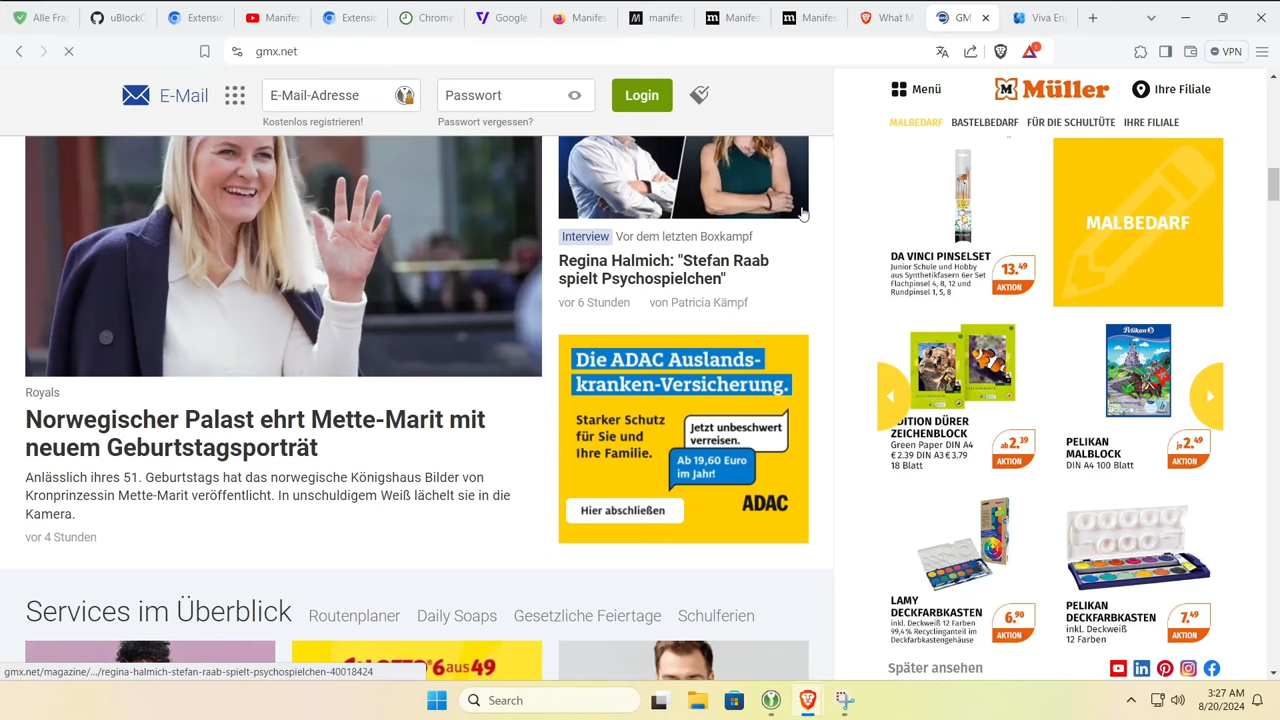 Alle Fra
uBlockO
Extensio
Manifes
Extensio
Chrome
Google
Manifes
manifes
Manifes
Manifes
What M
GM
Viva En
gmx.net
VPN
E-Mail
E-Mail-Adresse
Passwort
Login
Kostenlos registrieren!
Passwort vergessen?
Interview Vor dem letzten Boxkampf
Regina Halmich: "Stefan Raab
spielt Psychospielchen"
vor 6 Stunden von Patricia Kämpf
Royals
Norwegischer Palast ehrt Mette-Marit mit
neuem Geburtstagsporträt
Anlässlich ihres 51. Geburtstags hat das norwegische Königshaus Bilder von
Kronprinzessin Mette-Marit veröffentlicht. In unschuldigem Weiß lächelt sie in die
Kamera.
vor 4 Stunden
Die ADAC Auslands-
kranken-Versicherung.
Starker Schutz
für Sie und
Ihre Familie.
Jetzt unbeschwert
verreisen.
Ab 19,60 Euro
im Jahr!
Hier abschließen
ADAC
Services im Überblick
Routenplaner
Daily Soaps
Gesetzliche Feiertage
Schulferien
LOTTO 6aus49
Menü
Müller
Ihre Filiale
MALBEDARF BASTELBEDARF FÜR DIE SCHULTÜTE IHRE FILIALE
DA VINCI PINSELSET
Junior Schule und Hobby
aus Synthetikfasern 6er Set
Flachpinsel 4, 8, 12 und
Rundpinsel 1, 5, 8
13.49
AKTION
MALBEDARF
EDITION DÜRER
ZEICHENBLOCK
Green Paper DIN A4
€ 2.39 DIN A3 € 3.79
18 Blatt
ab 2.39
AKTION
Pelikan
PELIKAN
MALBLOCK
DIN A4 100 Blatt
je 2.49
AKTION
LAMY
DECKFARBKASTEN
inkl. Deckweiß 12 Farben
99,4% Recyclinganteil im
Deckfarbkastengehäuse
6.90
AKTION
PELIKAN
DECKFARBKASTEN
inkl. Deckweiß
12 Farben
7.49
AKTION
Später ansehen
gmx.net/magazine/.../regina-halmich-stefan-raab-spielt-psychospielchen-40018424
Search
3:27 AM
8/20/2024